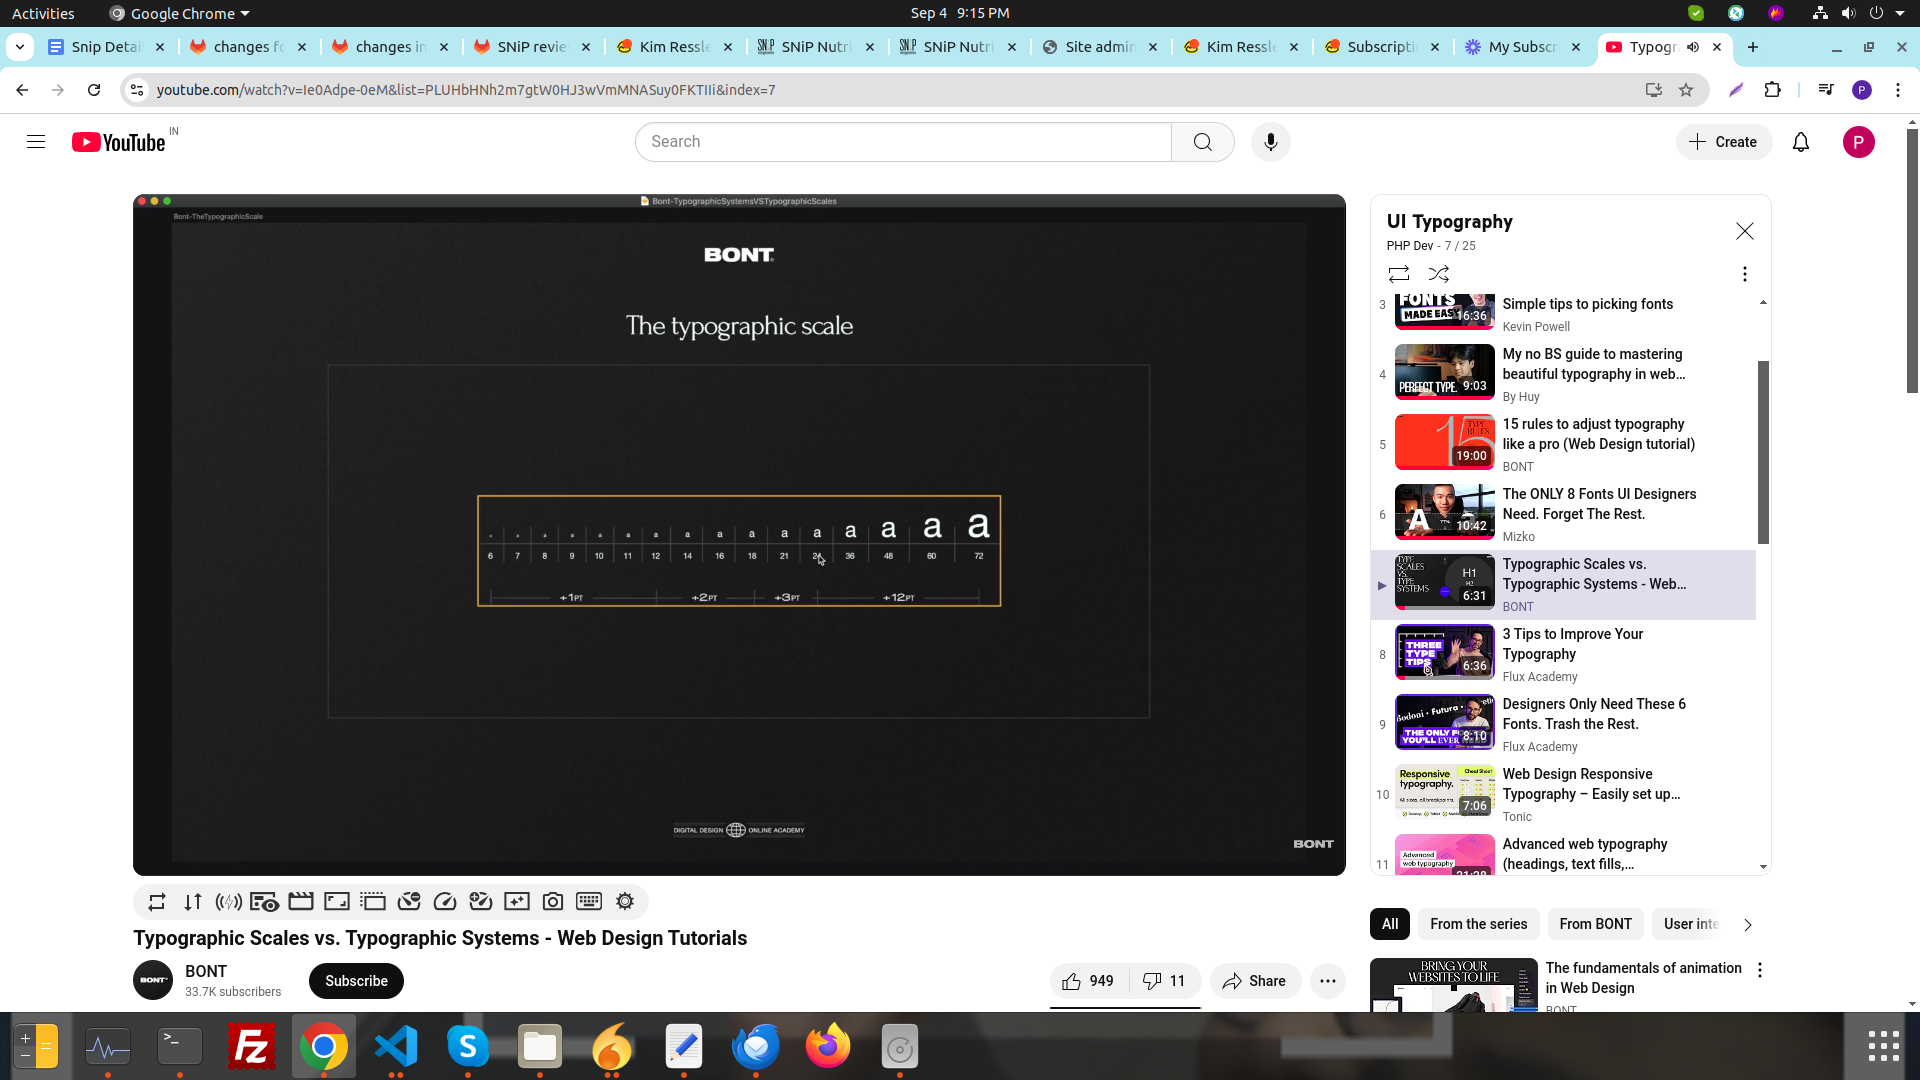 Activities
Google Chrome
Sep 4 9:15 PM
Snip Detai
changes fo
changes in
SNiP revie
Kim Ressle
SNiP Nutri
SNiP Nutri
Site admin
Kim Ressle
Subscripti
My Subscr
Typogr
youtube.com/watch?v=Ie0Adpe-0eM&list=PLUHbHNh2m7gtW0HJ3wVmMNASuy0FKTIIi&index=7
P
YouTube
IN
Search
Create
P
Bont-TypographicSystemsVSTypographicScales
Bont-TheTypographicScale
BONT
The typographic scale
a a a a a a a a a a a a
6 7 8 9 10 11 12 14 16 18 21 24 36 48 60 72
+1PT +2PT +3PT +12PT
DIGITAL DESIGN ONLINE ACADEMY
BONT
Typographic Scales vs. Typographic Systems - Web Design Tutorials
BONT
33.7K subscribers
Subscribe
949
11
Share
UI Typography
PHP Dev - 7 / 25
3
FONTS
MADE EASY
16:36
Simple tips to picking fonts
Kevin Powell
4
PERFECT TYPE.
9:03
My no BS guide to mastering
beautiful typography in web...
By Huy
5
15
TYPE
RULES
19:00
15 rules to adjust typography
like a pro (Web Design tutorial)
BONT
6
A
10:42
The ONLY 8 Fonts UI Designers
Need. Forget The Rest.
Mizko
TYPE
SCALES
VS.
TYPE
SYSTEMS
H1
H2
6:31
Typographic Scales vs.
Typographic Systems - Web...
BONT
8
THREE
TYPE
TIPS
6:36
3 Tips to Improve Your
Typography
Flux Academy
9
Bodoni • Futura •
THE ONLY
YOU'LL EVER
8:10
Designers Only Need These 6
Fonts. Trash the Rest.
Flux Academy
10
Responsive
typography.
Cheat Sheet
7:06
Web Design Responsive
Typography – Easily set up...
Tonic
11
Advanced
web typography
21:28
Advanced web typography
(headings, text fills,...
All
From the series
From BONT
User inte
BRING YOUR
WEBSITES TO LIFE
The fundamentals of animation
in Web Design
BONT